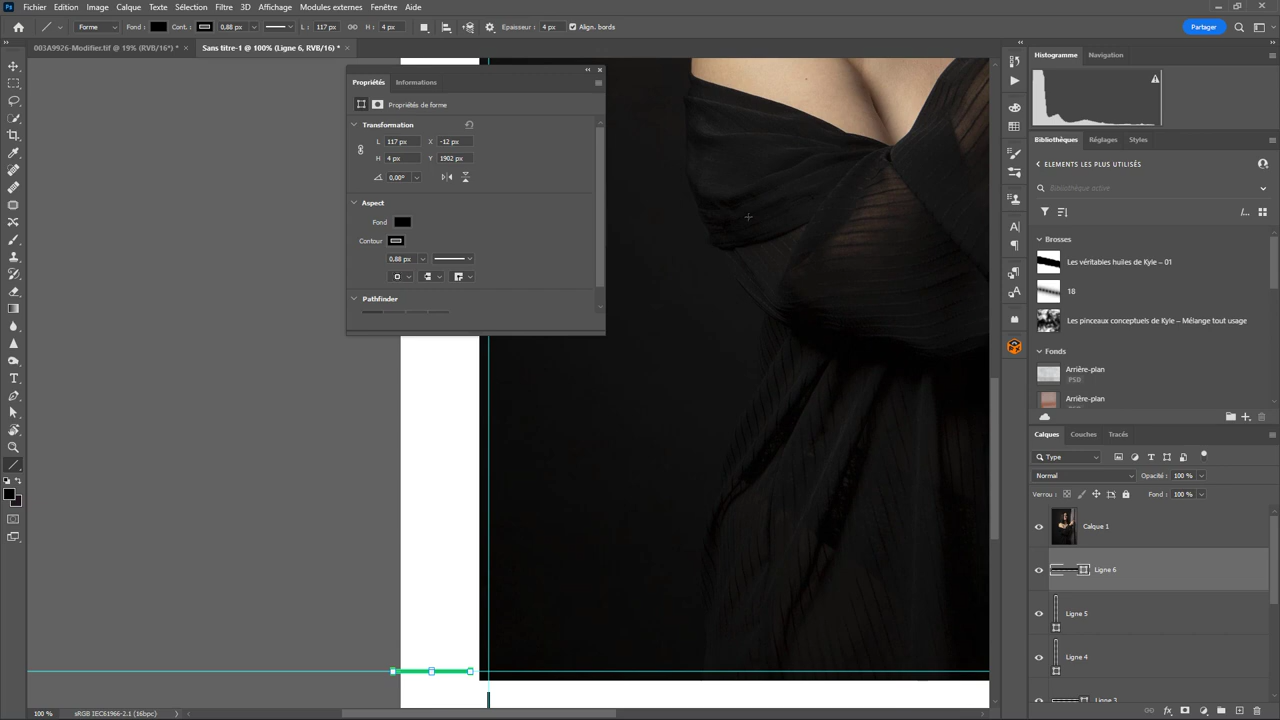 Fichier Edition Image Calque Texte Sélection Filtre 3D Affichage Modules externes Fenêtre Aide
Forme Fond : Cont. : 0,88 px L : 117 px H : 4 px Epaisseur : 4 px Align. bords Partager
003A9926-Modifier.tif @ 19% (RVB/16*) * × Sans titre-1 @ 100% (Ligne 6, RVB/16) * ×
Propriétés Informations
Propriétés de forme
Transformation
L 117 px X -12 px
H 4 px Y 1902 px
0,00°
Aspect
Fond
Contour
0,88 px
Pathfinder
Histogramme Navigation
Bibliothèques Réglages Styles
ELEMENTS LES PLUS UTILISÉS
Bibliothèque active
Brosses
Les véritables huiles de Kyle – 01
18
Les pinceaux conceptuels de Kyle – Mélange tout usage
Fonds
Arrière-plan
PSD
Arrière-plan
PSD
Calques Couches Tracés
Type
Normal Opacité : 100 %
Verrou : Fond : 100 %
Calque 1
Ligne 6
Ligne 5
Ligne 4
Ligne 3
100 % sRGB IEC61966-2.1 (16bpc)